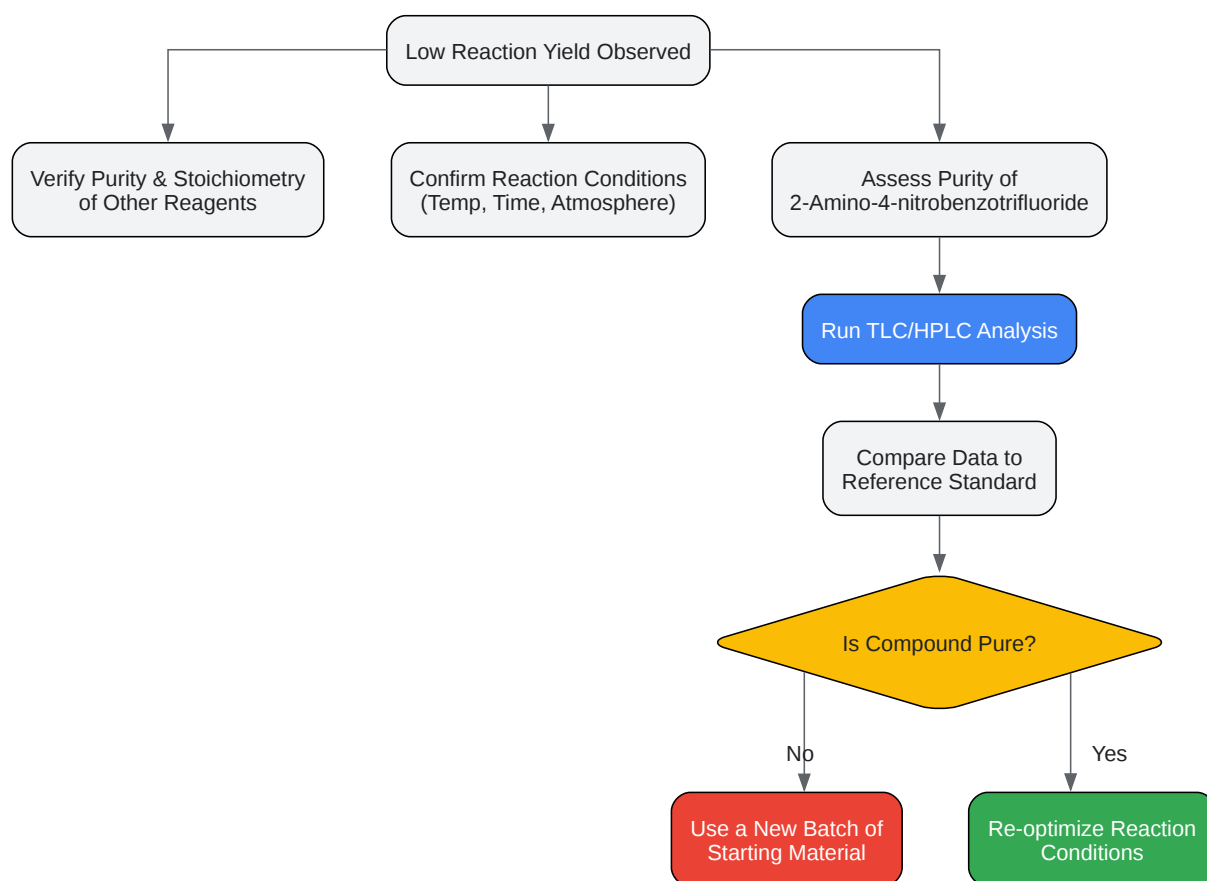 Low Reaction Yield Observed
Verify Purity & Stoichiometry
of Other Reagents
Confirm Reaction Conditions
(Temp, Time, Atmosphere)
Assess Purity of
2-Amino-4-nitrobenzotrifluoride
Run TLC/HPLC Analysis
Compare Data to
Reference Standard
Is Compound Pure?
No
Yes
Use a New Batch of
Starting Material
Re-optimize Reaction
Conditions